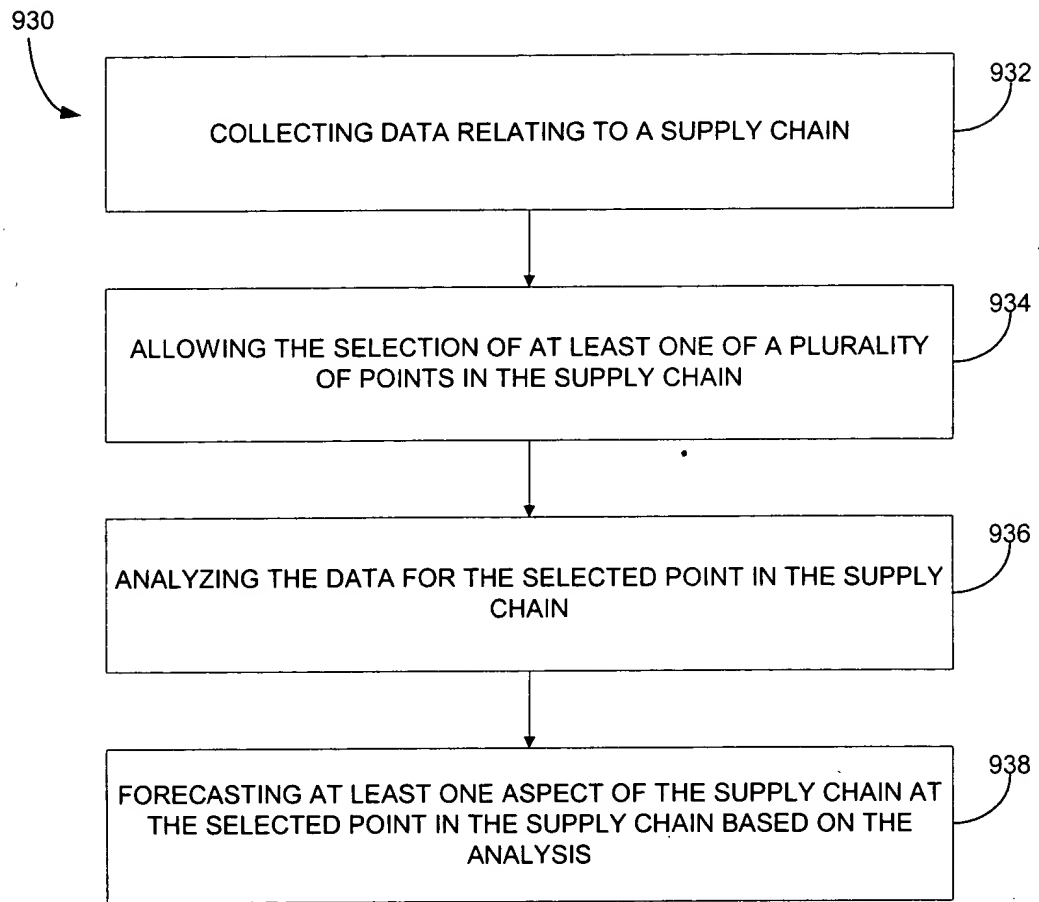 930
932
COLLECTING DATA RELATING TO A SUPPLY CHAIN
934
ALLOWING THE SELECTION OF AT LEAST ONE OF A PLURALITY
OF POINTS IN THE SUPPLY CHAIN
936
ANALYZING THE DATA FOR THE SELECTED POINT IN THE SUPPLY
CHAIN
938
FORECASTING AT LEAST ONE ASPECT OF THE SUPPLY CHAIN AT
THE SELECTED POINT IN THE SUPPLY CHAIN BASED ON THE
ANALYSIS